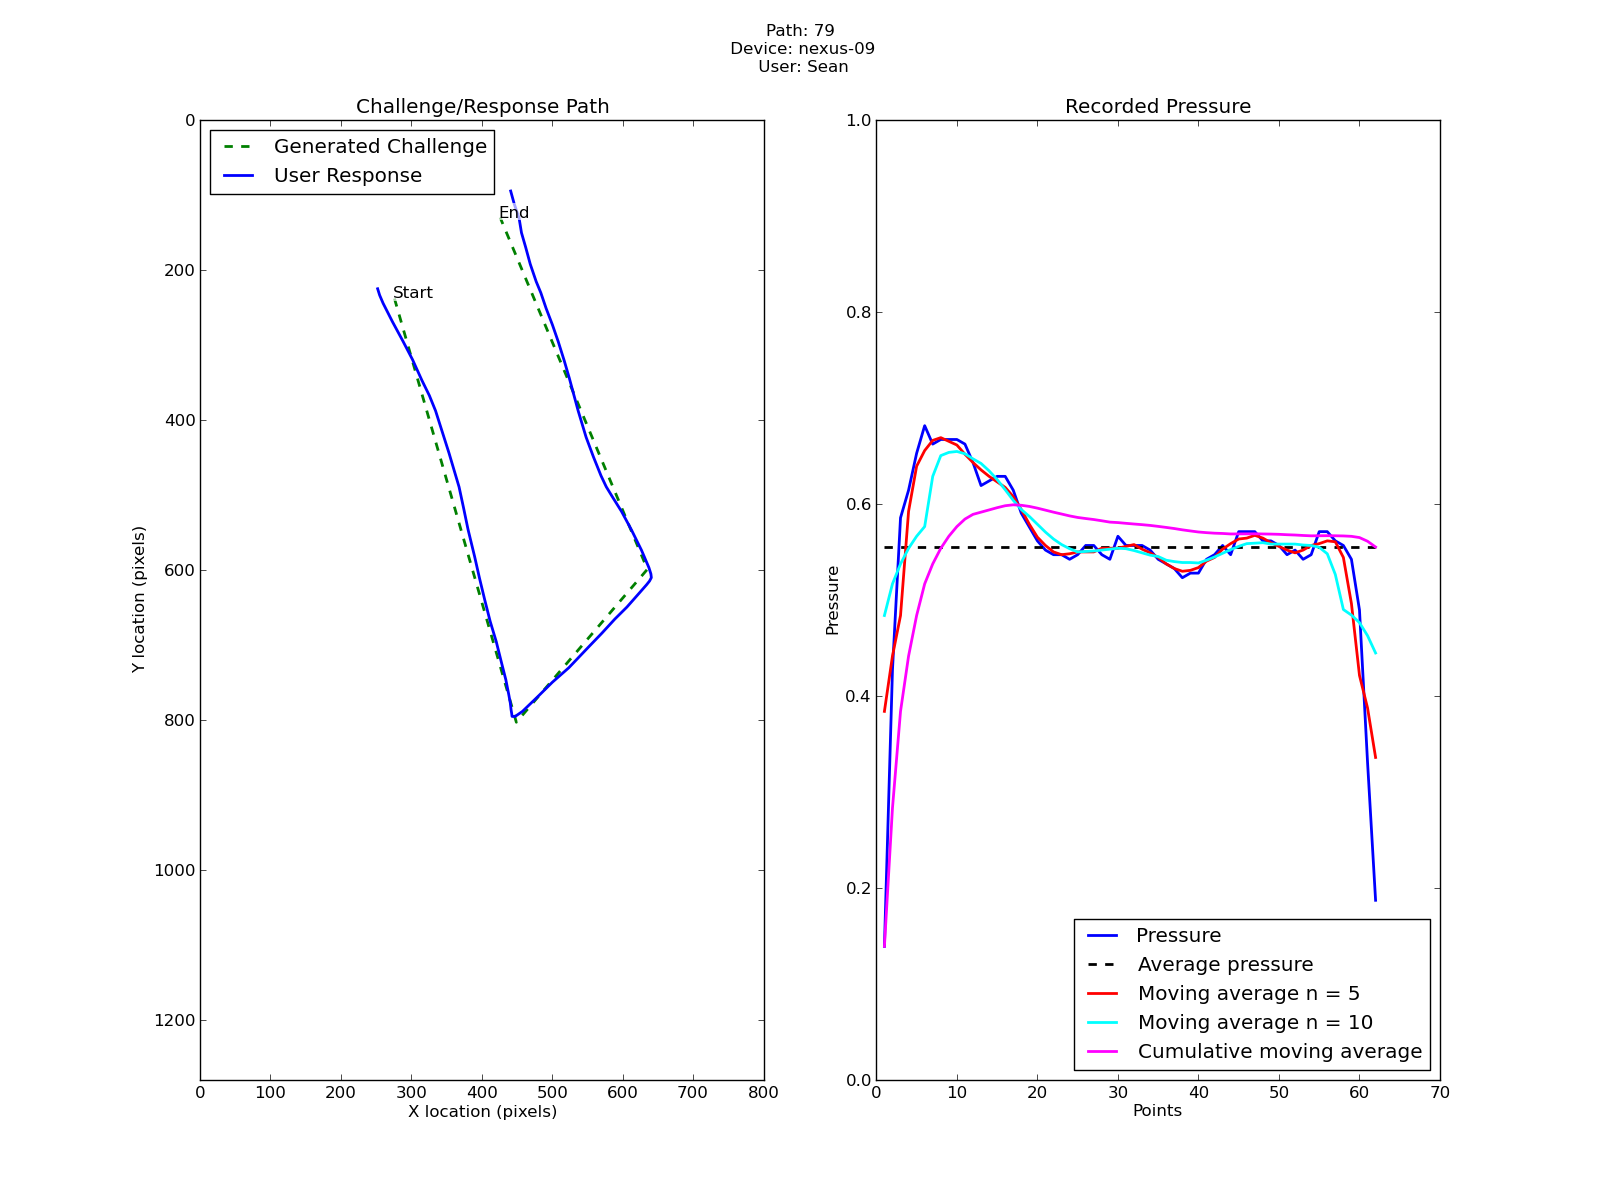 Path: 79
Device: nexus-09
User: Sean
Challenge/Response Path
Generated Challenge
User Response
End
Start
0
200
400
600
800
1000
1200
Y location (pixels)
0 100 200 300 400 500 600 700 800
X location (pixels)
Recorded Pressure
1.0
0.8
0.6
0.4
0.2
0.0
Pressure
Pressure
Average pressure
Moving average n = 5
Moving average n = 10
Cumulative moving average
0 10 20 30 40 50 60 70
Points